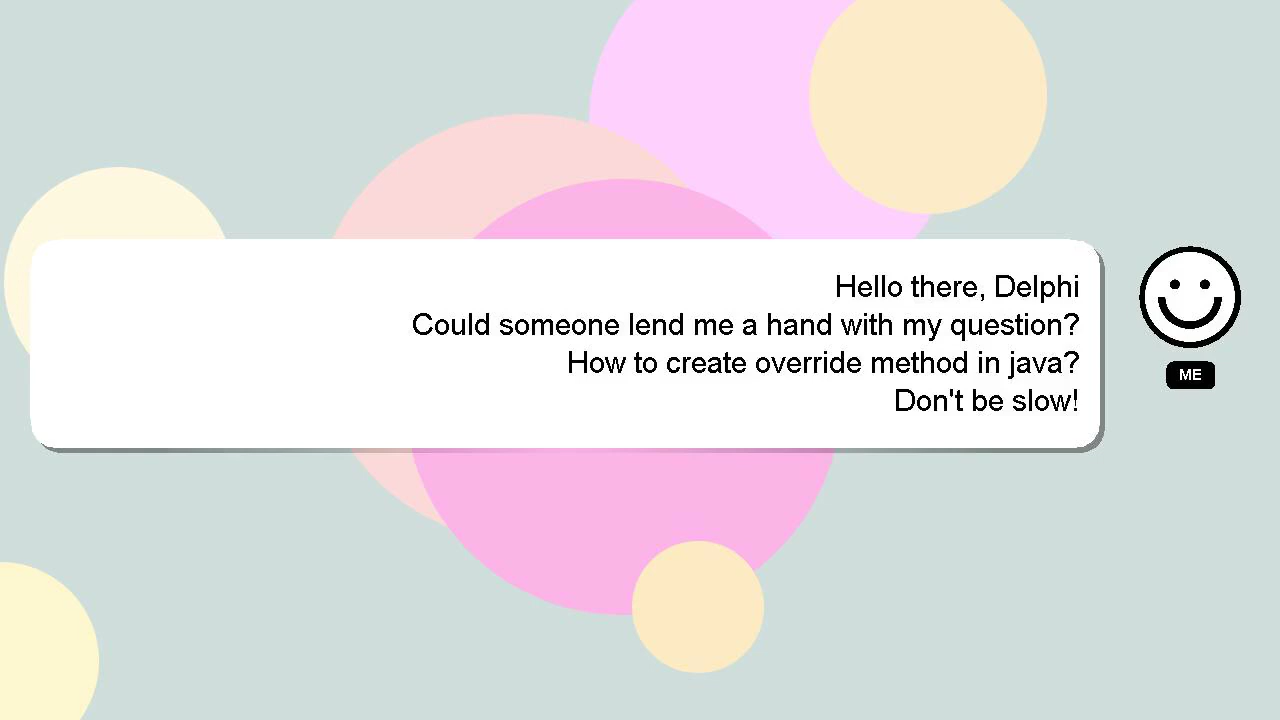 Hello there, Delphi
Could someone lend me a hand with my question?
How to create override method in java?
Don't be slow!
ME